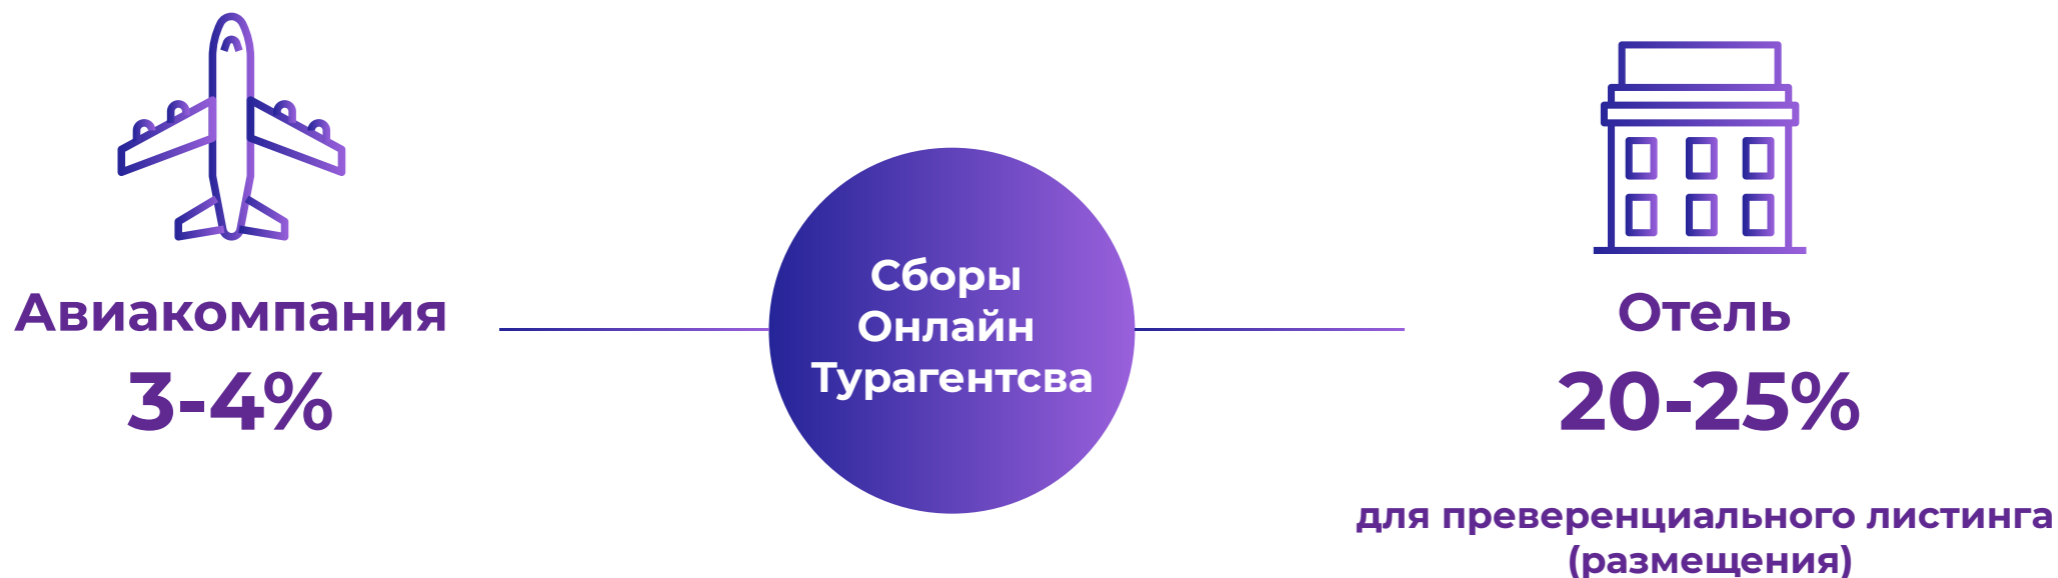 Авиакомпания
3-4%
Сборы
Онлайн
Турагентсва
Отель
20-25%
для преверенциального листинга
(размещения)